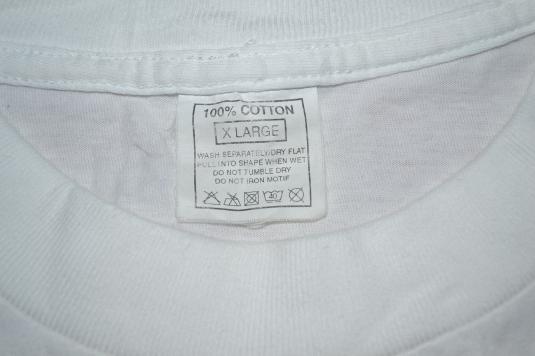 100% COTTON
X LARGE
WASH SEPARATELY/DRY FLAT
PULL INTO SHAPE WHEN WET
DO NOT TUMBLE DRY
DO NOT IRON MOTIF
40°